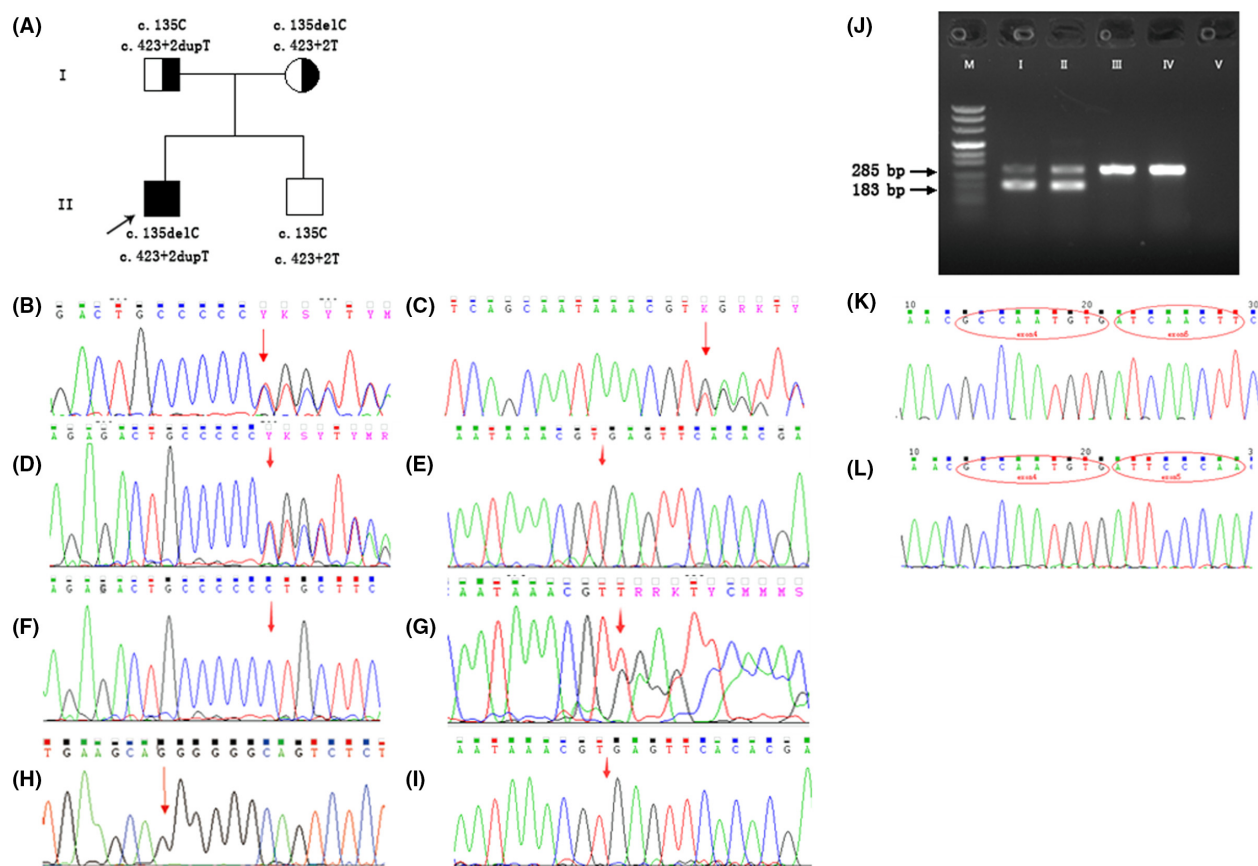 (A)
c. 135C
c. 423+2dupT
c. 135delC
c. 423+2T
I
II
c. 135delC
c. 423+2dupT
c. 135C
c. 423+2T
(B)
G A C T G C C C C C Y K S Y T Y M
(C)
T C A G C A A T A A A C G T K G R K T Y
(D)
A G A G A C T G C C C C C Y K S Y T Y M R
(E)
A A T A A A C G T G A G T T C A C A C G A
(F)
A G A G A C T G C C C C C C T G C T T C
(G)
A A T A A A C G T T R R K T Y C M M M S
(H)
T G A A G C A G G G G G G C A G T C T C T
(I)
A A T A A A C G T G A G T T C A C A C G A
(J)
M I II III IV V
285 bp
183 bp
(K)
10 20 30
A A C G C C A A T G T G A T C A A C T T C
exon4 exon6
(L)
10 20 3
A A C G C C A A T G T G A T T C C C A A
exon4 exon5